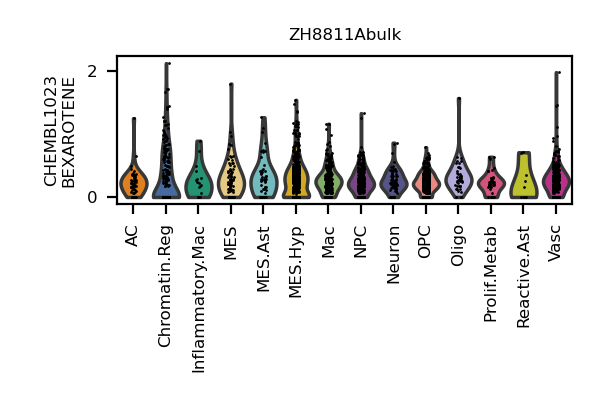 ZH8811Abulk
CHEMBL1023
BEXAROTENE
2
0
AC
Chromatin.Reg
Inflammatory.Mac
MES
MES.Ast
MES.Hyp
Mac
NPC
Neuron
OPC
Oligo
Prolif.Metab
Reactive.Ast
Vasc